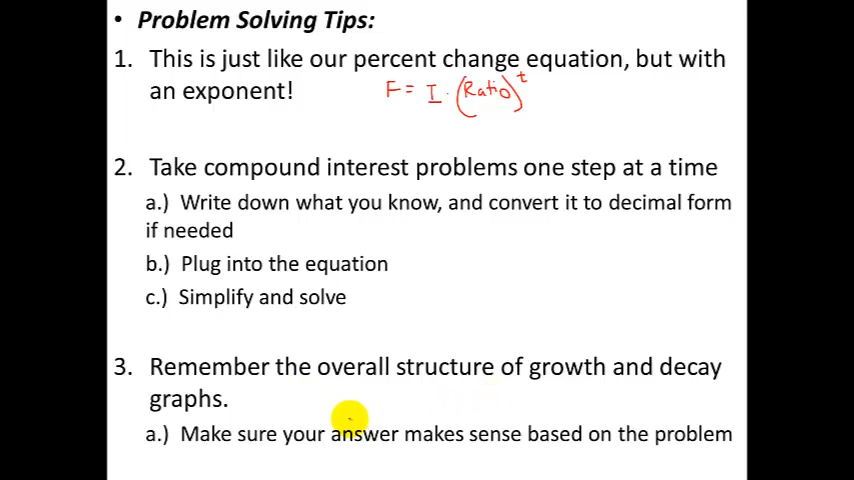 • Problem Solving Tips:
1. This is just like our percent change equation, but with
an exponent!
F = I · (Ratio)^t
2. Take compound interest problems one step at a time
a.) Write down what you know, and convert it to decimal form
if needed
b.) Plug into the equation
c.) Simplify and solve
3. Remember the overall structure of growth and decay
graphs.
a.) Make sure your answer makes sense based on the problem